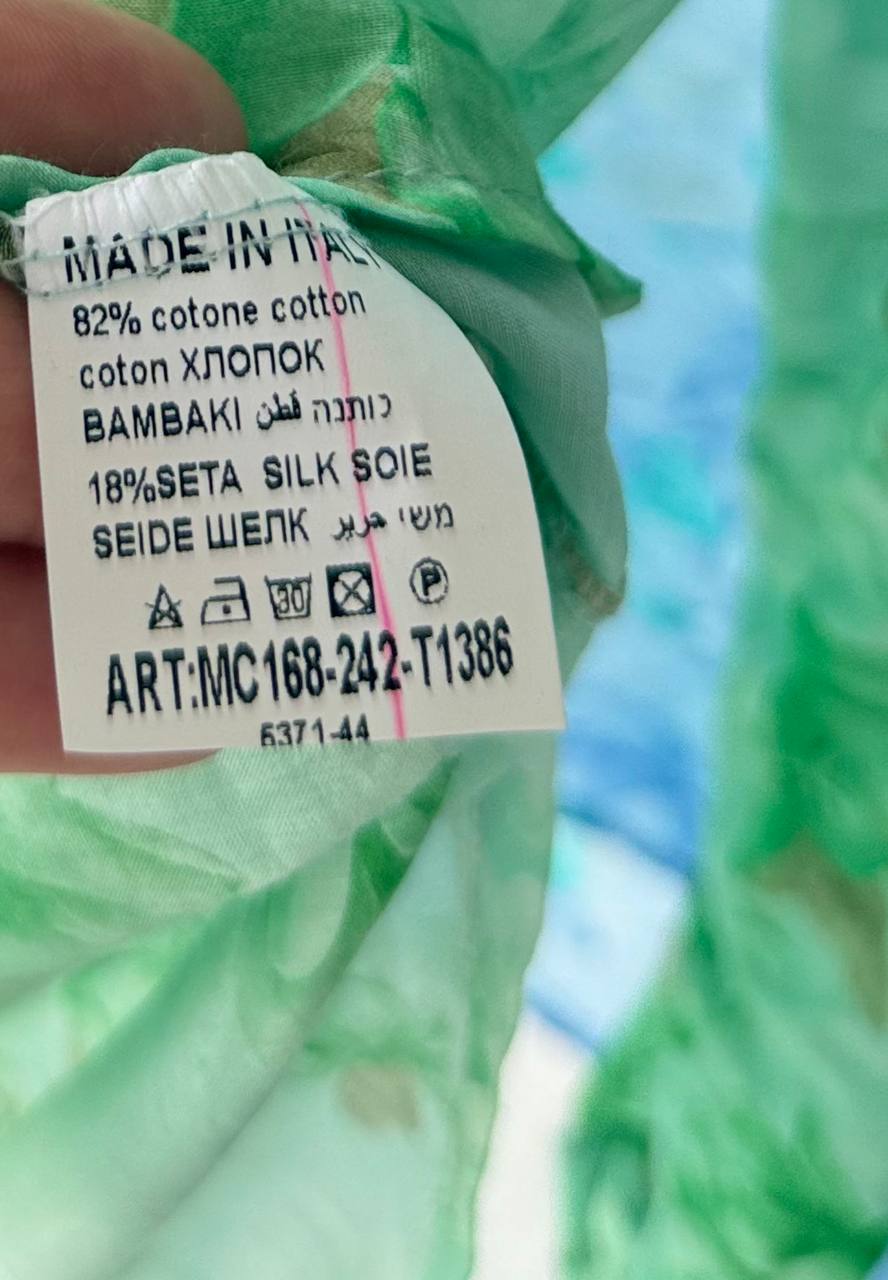 MADE IN ITALY
82% cotone cotton
coton ХЛОПОК
BAMBAKI قطن כותנה
18%SETA SILK SOIE
SEIDE ШЕЛК حرير משי
30 P
ART:MC168-242-T1386
6371-44